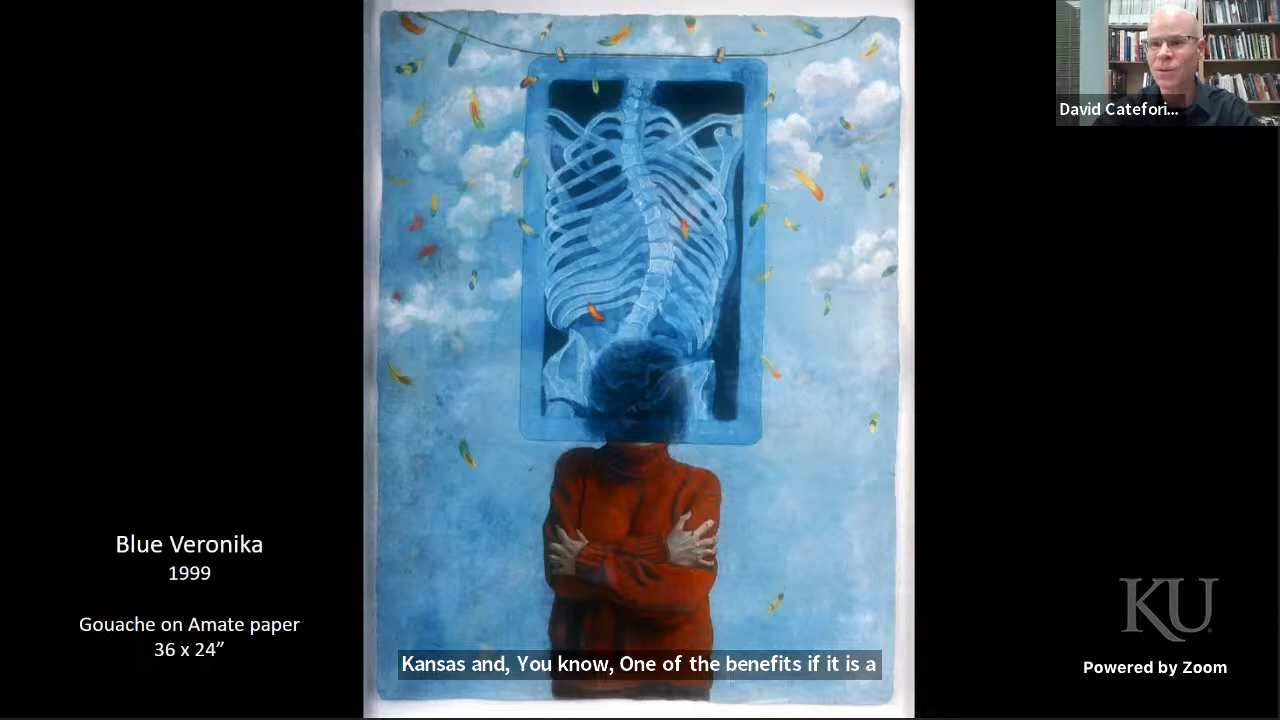 David Catefori...
Blue Veronika
1999
Gouache on Amate paper
36 x 24”
Kansas and, You know, One of the benefits if it is a
KU
Powered by Zoom